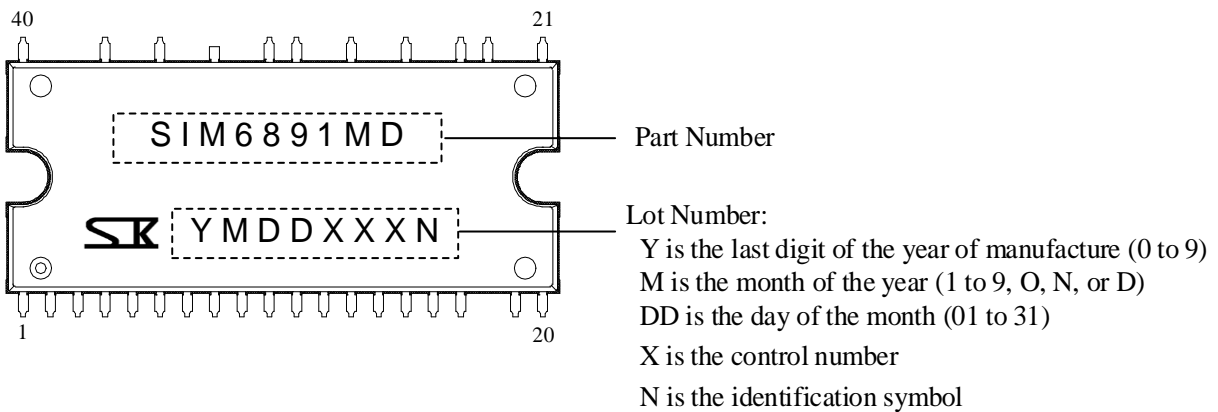 40 21
SIM6891MD
Part Number
SK YMDDXXXN
Lot Number:
Y is the last digit of the year of manufacture (0 to 9)
M is the month of the year (1 to 9, O, N, or D)
DD is the day of the month (01 to 31)
X is the control number
N is the identification symbol
1 20